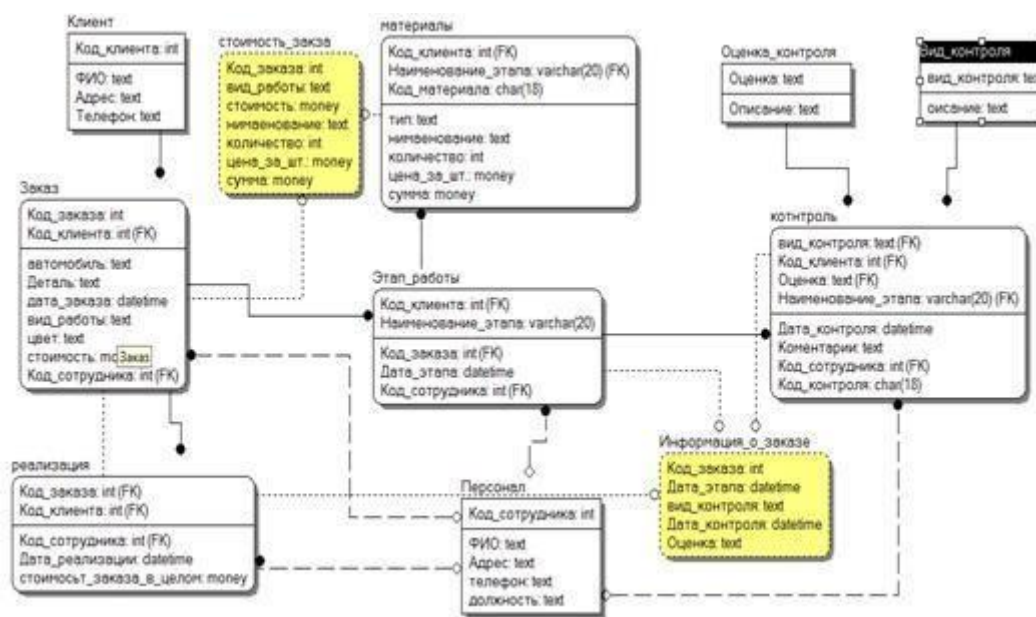 Клиент
Код_клиента: int
ФИО: text
Адрес: text
Телефон: text
стоимость_закза
Код_заказа: int
вид_работы: text
стоимость: money
нимаенование: text
количество: int
цена_за_шт.: money
сумма: money
материалы
Код_клиента: int (FK)
Наименование_этапа: varchar(20) (FK)
Код_материала: char(18)
тип: text
нимаенование: text
количество: int
цена_за_шт.: money
сумма: money
Оценка_контроля
Оценка: text
Описание: text
Вид_контроля
вид_контроля: tex
оисание: text
Заказ
Код_заказа: int
Код_клиента: int (FK)
автомобиль: text
Деталь: text
дата_заказа: datetime
вид_работы: text
цвет: text
стоимость: mo
Заказ
Код_сотрудника: int (FK)
Этап_работы
Код_клиента: int (FK)
Наименование_этапа: varchar(20)
Код_заказа: int (FK)
Дата_этапа: datetime
Код_сотрудника: int (FK)
котнтроль
вид_контроля: text (FK)
Код_клиента: int (FK)
Оценка: text (FK)
Наименование_этапа: varchar(20) (FK)
Дата_контроля: datetime
Коментарии: text
Код_сотрудника: int (FK)
Код_контроля: char(18)
реализация
Код_заказа: int (FK)
Код_клиента: int (FK)
Код_сотрудника: int (FK)
Дата_реализации: datetime
стоимосьт_заказа_в_целом: money
Персонал
Код_сотрудника: int
ФИО: text
Адрес: text
телефон: text
должность: text
Информация_о_заказе
Код_заказа: int
Дата_этапа: datetime
вид_контроля: text
Дата_контроля: datetime
Оценка: text